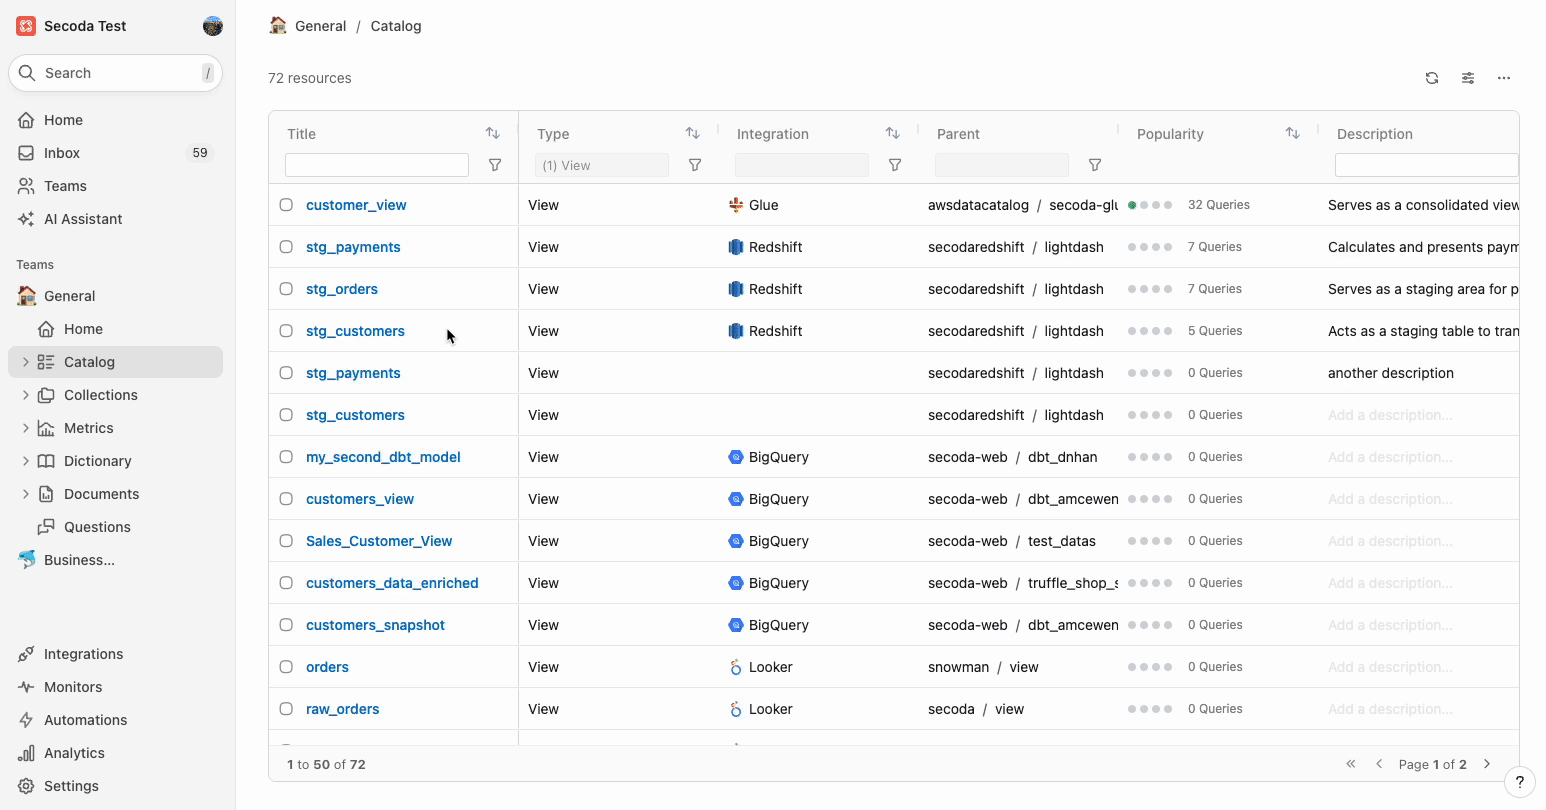 Secoda Test
Search /
Home
Inbox 59
Teams
AI Assistant
Teams
General
Home
Catalog
Collections
Metrics
Dictionary
Documents
Questions
Business...
Integrations
Monitors
Automations
Analytics
Settings
General / Catalog
72 resources
Title Type Integration Parent Popularity Description
(1) View
customer_view View Glue awsdatacatalog / secoda-glu 32 Queries Serves as a consolidated view
stg_payments View Redshift secodaredshift / lightdash 7 Queries Calculates and presents paym
stg_orders View Redshift secodaredshift / lightdash 7 Queries Serves as a staging area for p
stg_customers View Redshift secodaredshift / lightdash 5 Queries Acts as a staging table to tran
stg_payments View secodaredshift / lightdash 0 Queries another description
stg_customers View secodaredshift / lightdash 0 Queries Add a description...
my_second_dbt_model View BigQuery secoda-web / dbt_dnhan 0 Queries Add a description...
customers_view View BigQuery secoda-web / dbt_amcewen 0 Queries Add a description...
Sales_Customer_View View BigQuery secoda-web / test_datas 0 Queries Add a description...
customers_data_enriched View BigQuery secoda-web / truffle_shop_s 0 Queries Add a description...
customers_snapshot View BigQuery secoda-web / dbt_amcewen 0 Queries Add a description...
orders View Looker snowman / view 0 Queries Add a description...
raw_orders View Looker secoda / view 0 Queries Add a description...
1 to 50 of 72 Page 1 of 2
?